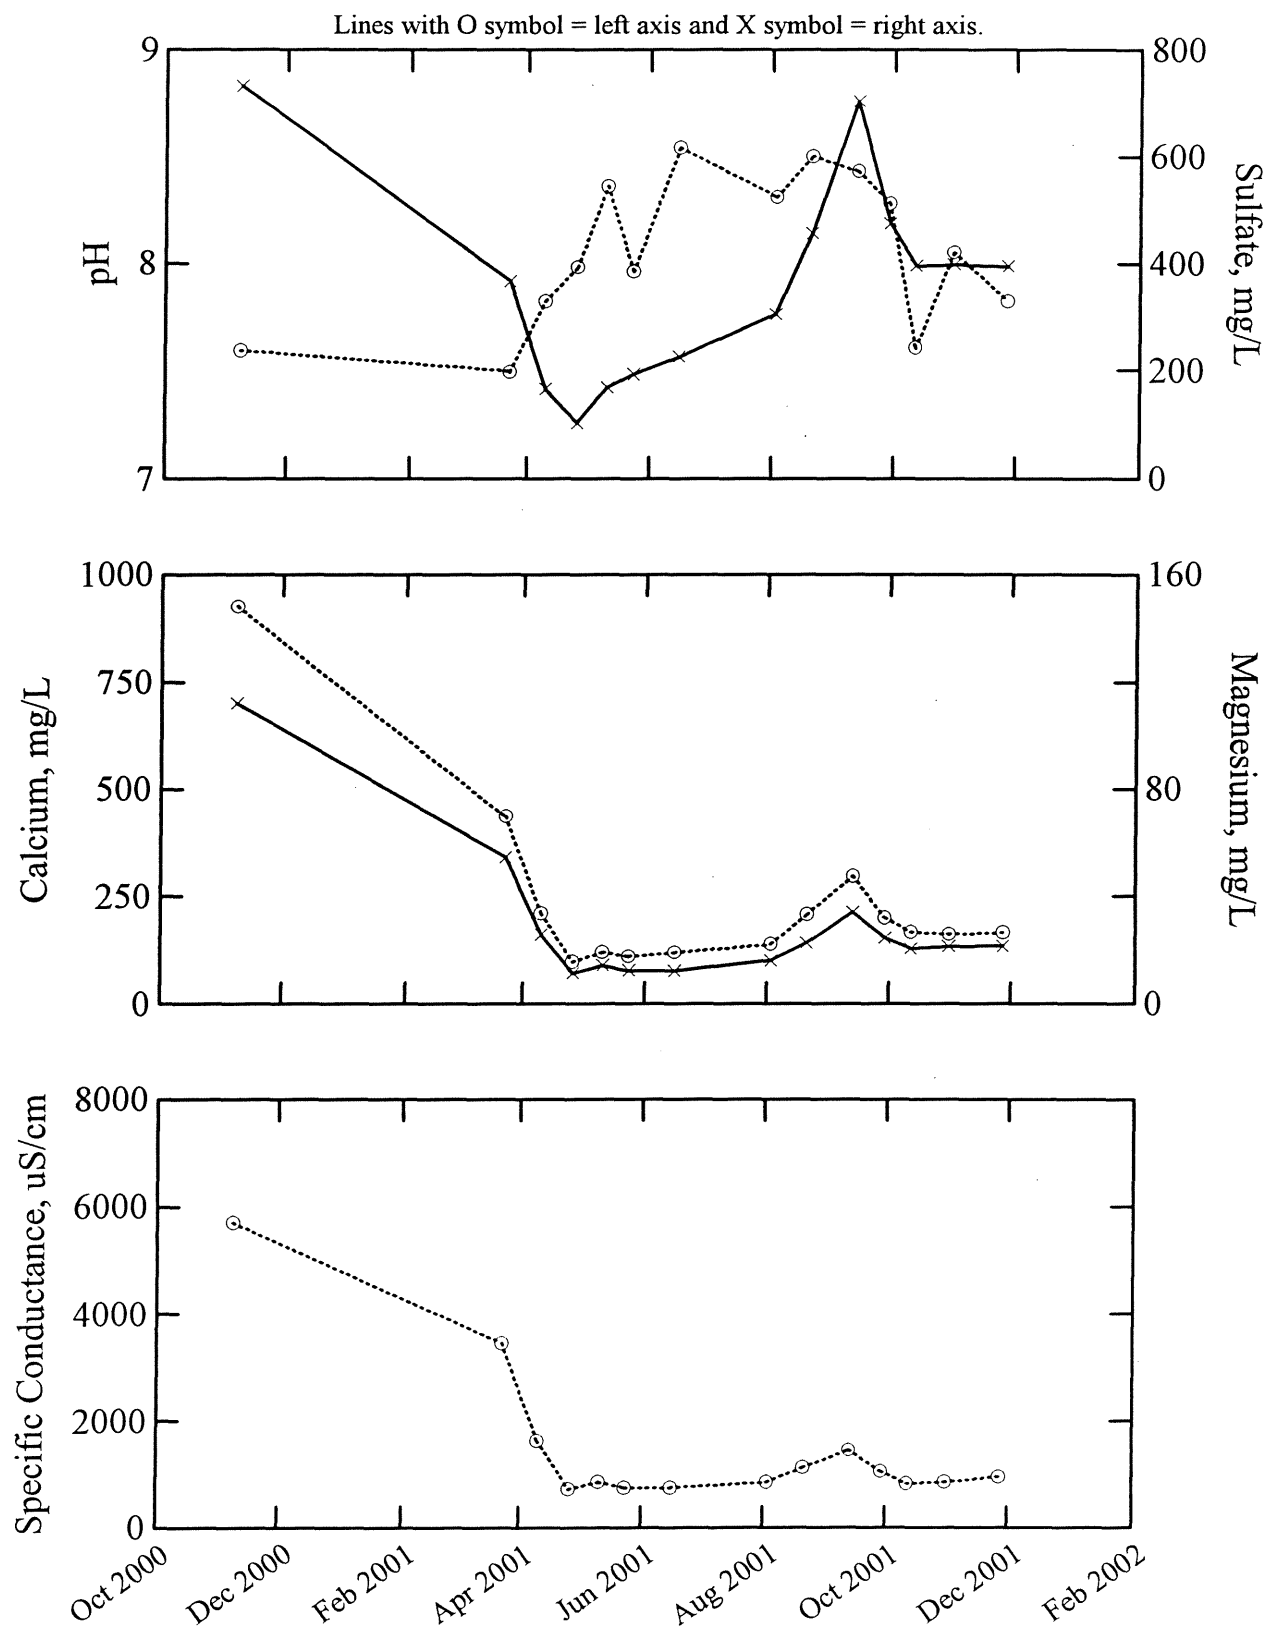 Lines with O symbol = left axis and X symbol = right axis.
9
8
7
pH
800
600
400
200
0
Sulfate, mg/L
1000
750
500
250
0
Calcium, mg/L
160
80
0
Magnesium, mg/L
8000
6000
4000
2000
0
Specific Conductance, uS/cm
Oct 2000
Dec 2000
Feb 2001
Apr 2001
Jun 2001
Aug 2001
Oct 2001
Dec 2001
Feb 2002